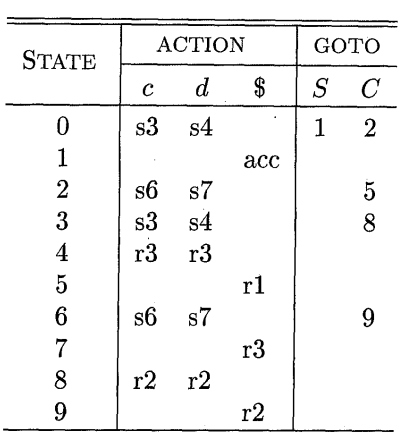 STATE ACTION GOTO
c d $ S C
0 s3 s4 1 2
1 acc
2 s6 s7 5
3 s3 s4 8
4 r3 r3
5 r1
6 s6 s7 9
7 r3
8 r2 r2
9 r2